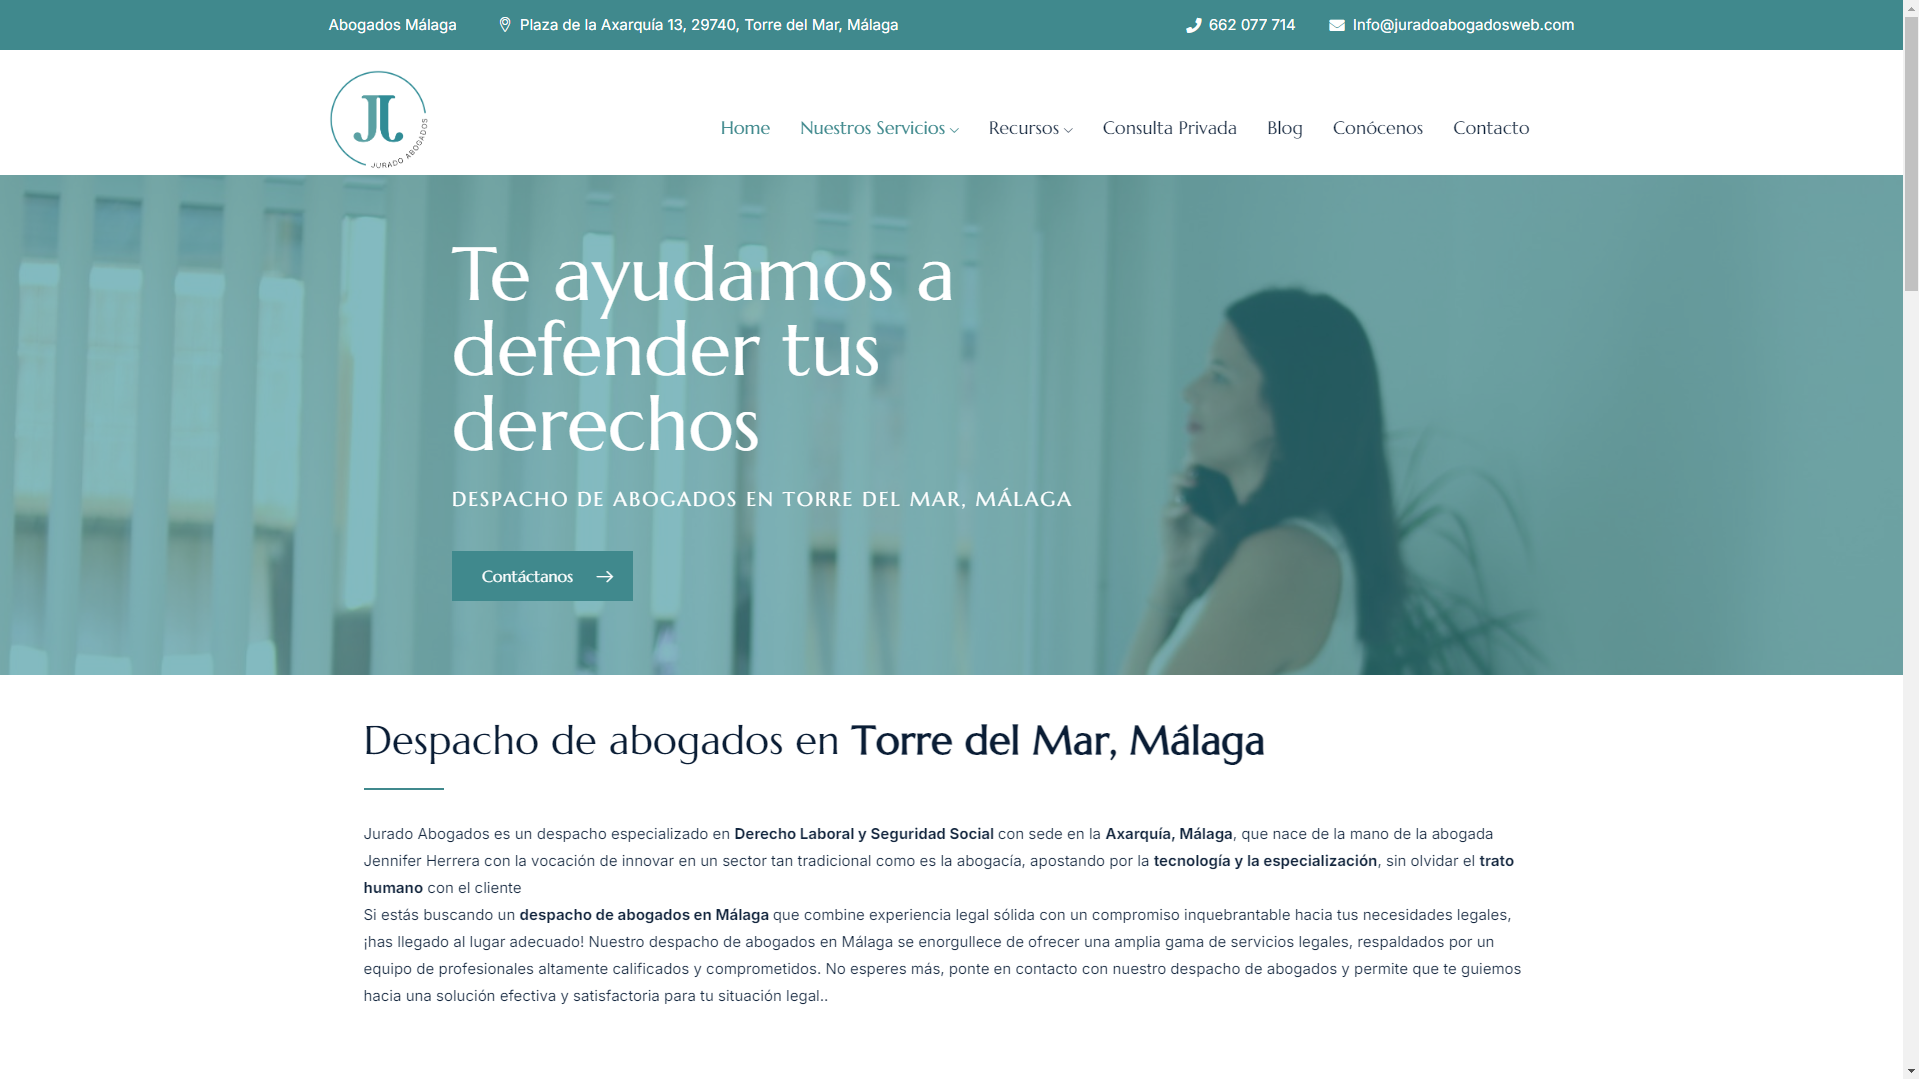 Abogados Málaga
Plaza de la Axarquía 13, 29740, Torre del Mar, Málaga
662 077 714
Info@juradoabogadosweb.com
JJ
JURADO ABOGADOS
Home
Nuestros Servicios
Recursos
Consulta Privada
Blog
Conócenos
Contacto
Te ayudamos a
defender tus
derechos
DESPACHO DE ABOGADOS EN TORRE DEL MAR, MÁLAGA
Contáctanos
Despacho de abogados en Torre del Mar, Málaga
Jurado Abogados es un despacho especializado en Derecho Laboral y Seguridad Social con sede en la Axarquía, Málaga, que nace de la mano de la abogada
Jennifer Herrera con la vocación de innovar en un sector tan tradicional como es la abogacía, apostando por la tecnología y la especialización, sin olvidar el trato
humano con el cliente
Si estás buscando un despacho de abogados en Málaga que combine experiencia legal sólida con un compromiso inquebrantable hacia tus necesidades legales,
¡has llegado al lugar adecuado! Nuestro despacho de abogados en Málaga se enorgullece de ofrecer una amplia gama de servicios legales, respaldados por un
equipo de profesionales altamente calificados y comprometidos. No esperes más, ponte en contacto con nuestro despacho de abogados y permite que te guiemos
hacia una solución efectiva y satisfactoria para tu situación legal..